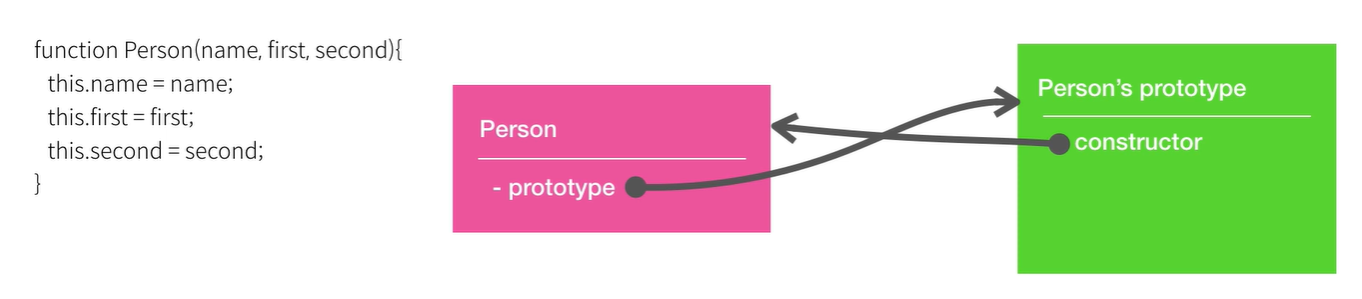 function Person(name, first, second){
this.name = name;
this.first = first;
this.second = second;
}
Person
- prototype
Person’s prototype
constructor